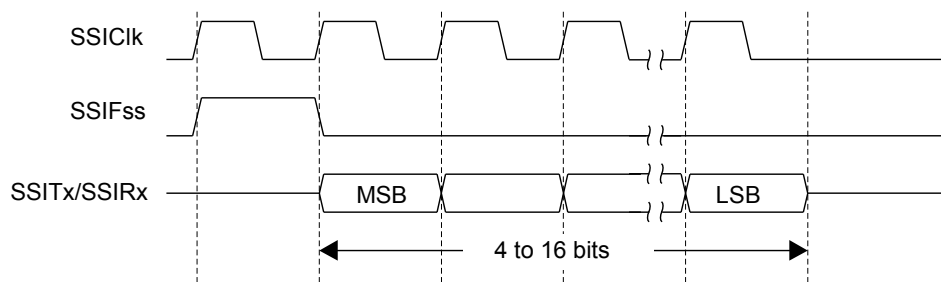 SSIClk
SSIFss
SSITx/SSIRx
MSB
LSB
4 to 16 bits